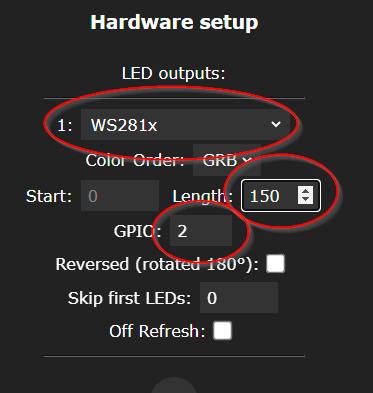 Hardware setup
LED outputs:
1: WS281x
Color Order: GRB
Start: 0 Length: 150
GPIO: 2
Reversed (rotated 180°):
Skip first LEDs: 0
Off Refresh: